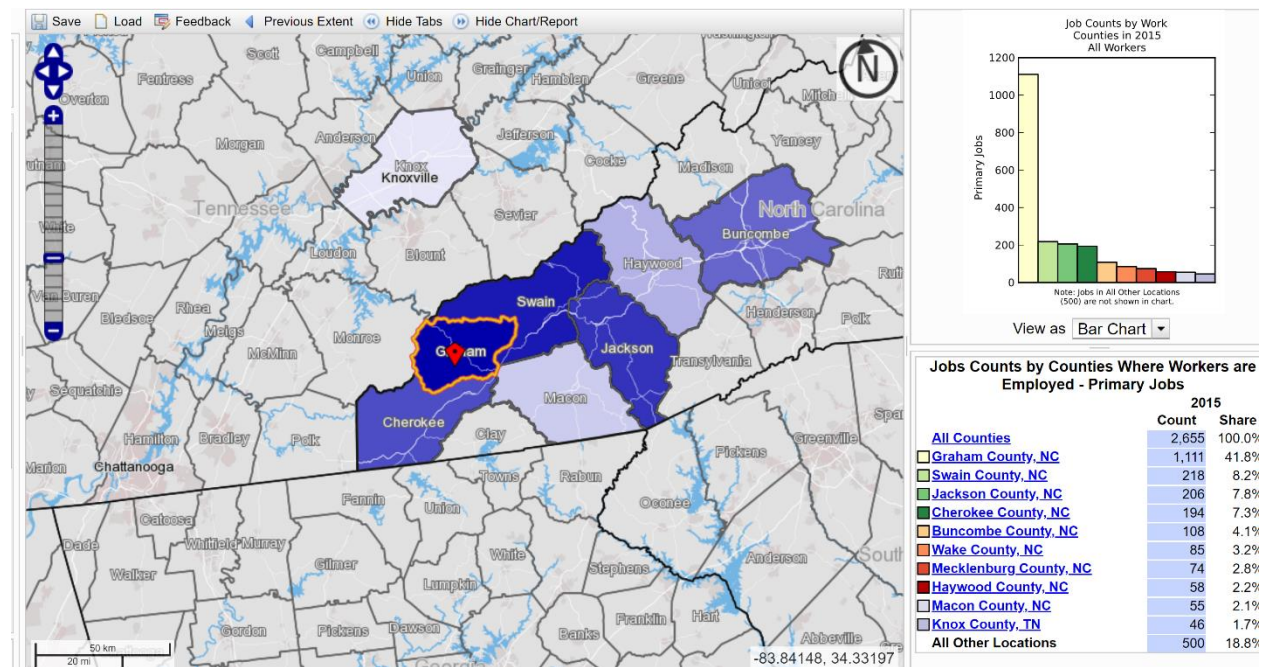 Save Load Feedback Previous Extent Hide Tabs Hide Chart/Report
N
Scott Campbell Union Grainger Hamblen Greene Unicoi
Fentress
Overton
Morgan Anderson Jefferson Cocke Madison Yancey
Knox
Knoxville
Tennessee
North Carolina
White
Sevier
Buncombe
Loudon Blount Haywood
Van Buren Rhea
Bledsoe Meigs Monroe Swain Henderson Polk
McMinn Graham Jackson Transylvania
Sequatchie
Macon
Cherokee
Hamilton Bradley Polk Clay
Marion
Chattanooga
Pickens Greenville
Towns Rabun
Fannin Union Oconee
Catoosa
Dade Whitfield Murray
Walker Gilmer White Stephens Anderson South
Lumpkin
Gordon Pickens Dawson Banks Franklin Hart Abbeville
Georgia
50 km
20 mi
-83.84148, 34.33197
Job Counts by Work
Counties in 2015
All Workers
Primary Jobs
1200
1000
800
600
400
200
0
Note: Jobs in All Other Locations
(500) are not shown in chart.
View as Bar Chart
Jobs Counts by Counties Where Workers are
Employed - Primary Jobs
2015
Count Share
All Counties 2,655 100.0%
Graham County, NC 1,111 41.8%
Swain County, NC 218 8.2%
Jackson County, NC 206 7.8%
Cherokee County, NC 194 7.3%
Buncombe County, NC 108 4.1%
Wake County, NC 85 3.2%
Mecklenburg County, NC 74 2.8%
Haywood County, NC 58 2.2%
Macon County, NC 55 2.1%
Knox County, TN 46 1.7%
All Other Locations 500 18.8%